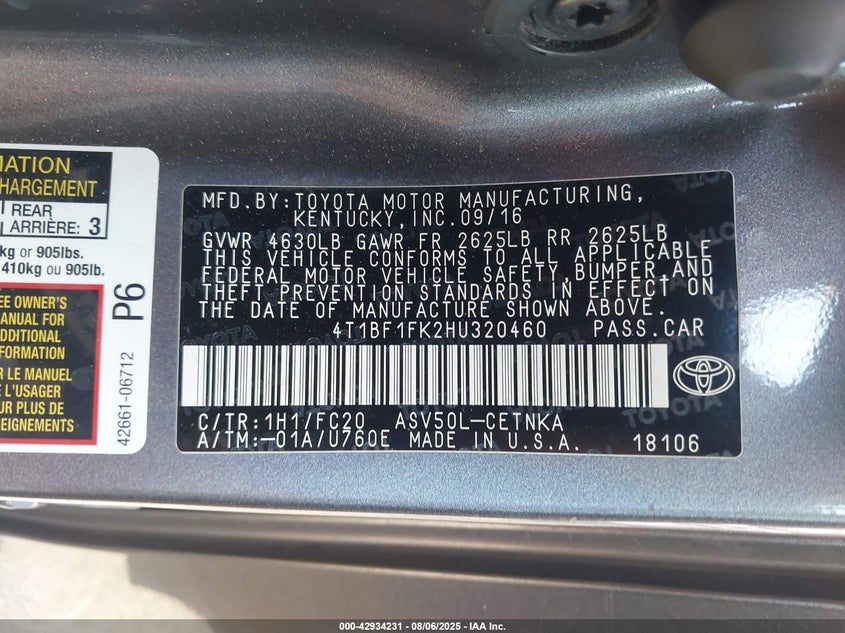 MATION
CHARGEMENT
REAR
ARRIÈRE: 3
kg or 905lbs.
410kg ou 905lb.
EE OWNER'S
MANUAL FOR
ADDITIONAL
FORMATION
R LE MANUEL
E L'USAGER
UR PLUS DE
EIGNEMENTS
P6
42661-06712
MFD.BY:TOYOTA MOTOR MANUFACTURING,
KENTUCKY,INC.09/16
GVWR 4630LB GAWR FR 2625LB RR 2625LB
THIS VEHICLE CONFORMS TO ALL APPLICABLE
FEDERAL MOTOR VEHICLE SAFETY,BUMPER,AND
THEFT PREVENTION STANDARDS IN EFFECT ON
THE DATE OF MANUFACTURE SHOWN ABOVE.
4T1BF1FK2HU320460 PASS.CAR
C/TR:1H1/FC20 ASV50L-CETNKA
A/TM:-01A/U760E MADE IN U.S.A. 18106
000-42934231 - 08/06/2025 - IAA Inc.